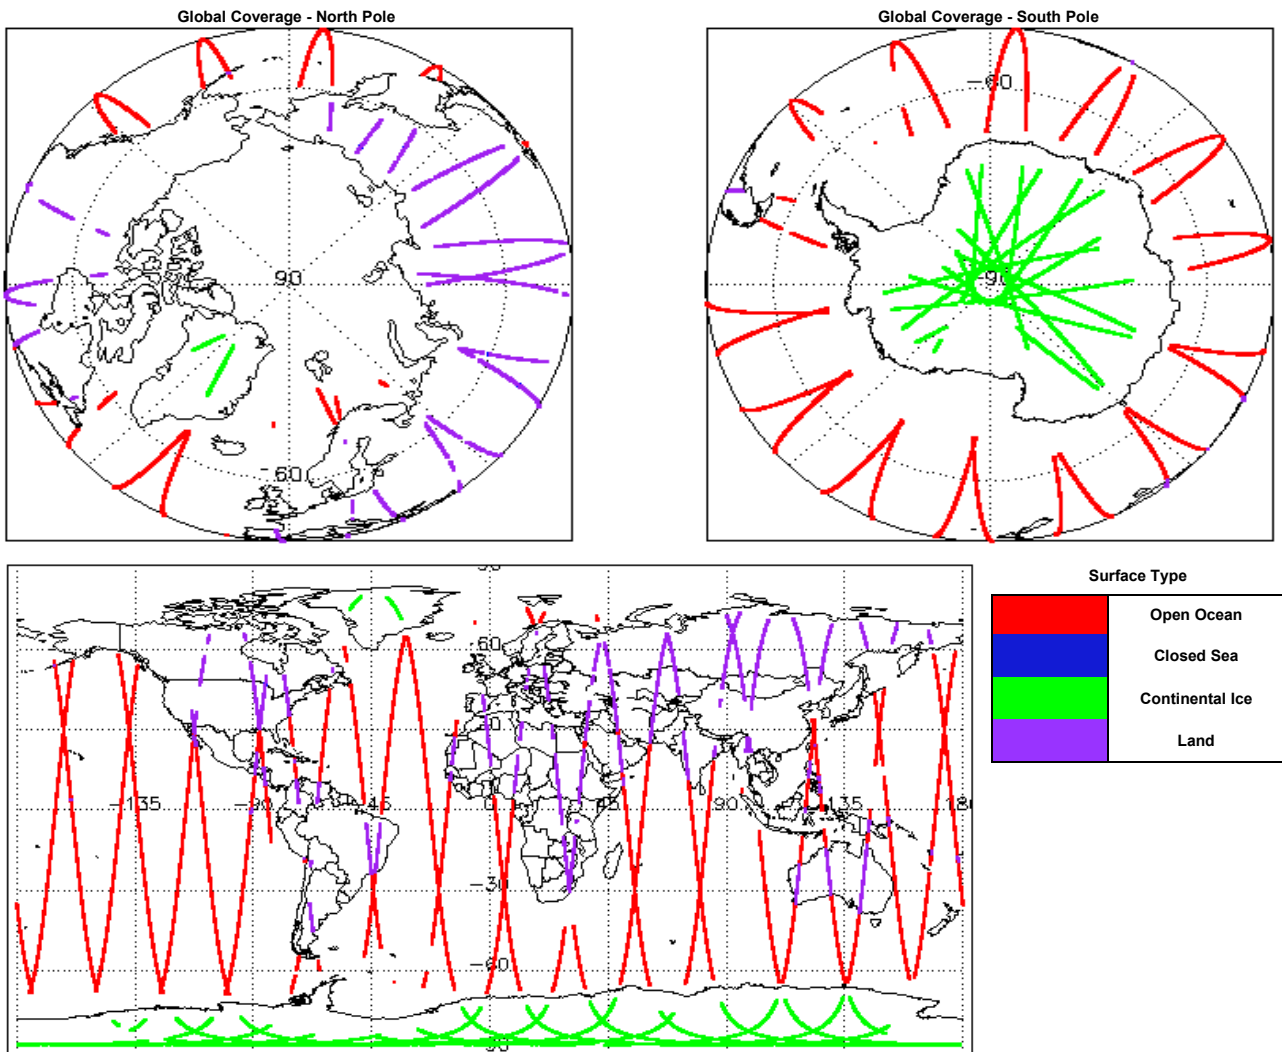 Global Coverage - North Pole
Global Coverage - South Pole
90
60
-60
-90
-135
-90
-45
0
45
90
135
180
60
-30
-60
Surface Type
Open Ocean
Closed Sea
Continental Ice
Land